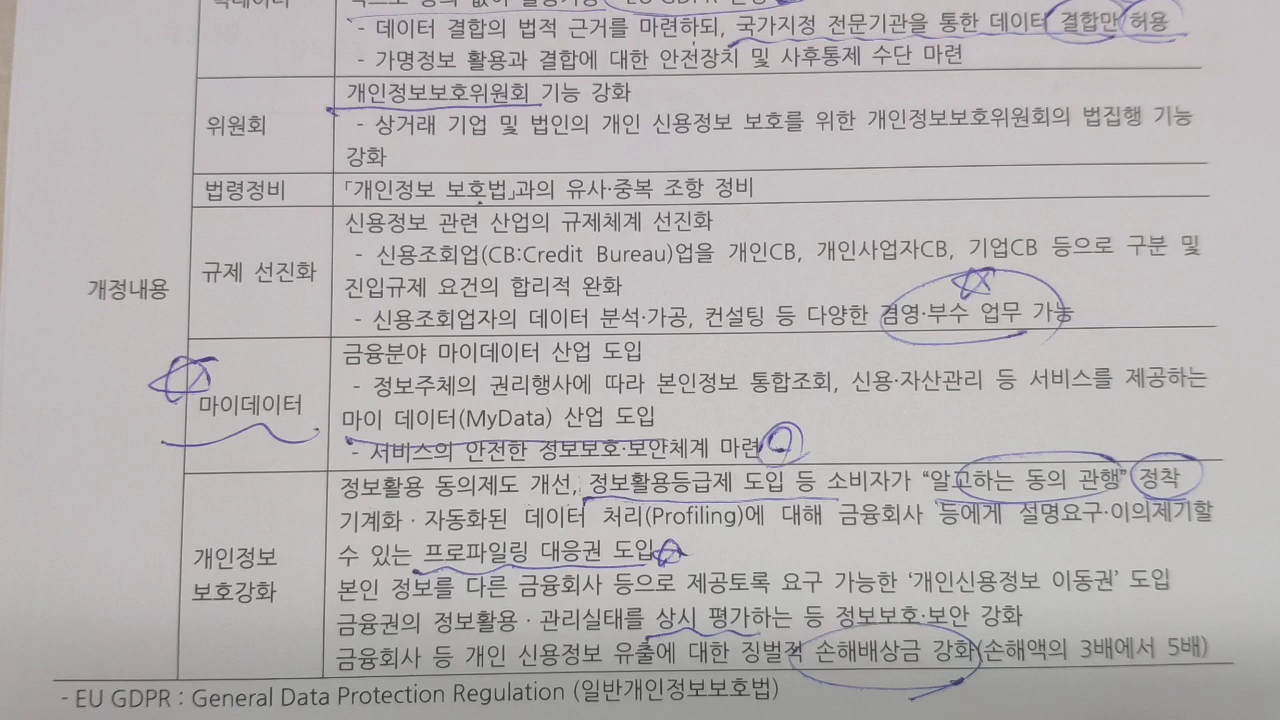 - 데이터 결합의 법적 근거를 마련하되, 국가지정 전문기관을 통한 데이터 결합만 허용
- 가명정보 활용과 결합에 대한 안전장치 및 사후통제 수단 마련
위원회
개인정보보호위원회 기능 강화
- 상거래 기업 및 법인의 개인 신용정보 보호를 위한 개인정보보호위원회의 법집행 기능
강화
법령정비
「개인정보 보호법」과의 유사·중복 조항 정비
개정내용
규제 선진화
신용정보 관련 산업의 규제체계 선진화
- 신용조회업(CB:Credit Bureau)업을 개인CB, 개인사업자CB, 기업CB 등으로 구분 및
진입규제 요건의 합리적 완화
- 신용조회업자의 데이터 분석·가공, 컨설팅 등 다양한 겸영·부수 업무 가능
마이데이터
금융분야 마이데이터 산업 도입
- 정보주체의 권리행사에 따라 본인정보 통합조회, 신용·자산관리 등 서비스를 제공하는
마이 데이터(MyData) 산업 도입
- 서비스의 안전한 정보보호·보안체계 마련
개인정보
보호강화
정보활용 동의제도 개선, 정보활용등급제 도입 등 소비자가 “알고하는 동의 관행” 정착
기계화·자동화된 데이터 처리(Profiling)에 대해 금융회사 등에게 설명요구·이의제기할
수 있는 프로파일링 대응권 도입
본인 정보를 다른 금융회사 등으로 제공토록 요구 가능한 ‘개인신용정보 이동권’ 도입
금융권의 정보활용·관리실태를 상시 평가하는 등 정보보호·보안 강화
금융회사 등 개인 신용정보 유출에 대한 징벌적 손해배상금 강화(손해액의 3배에서 5배)
- EU GDPR : General Data Protection Regulation (일반개인정보보호법)